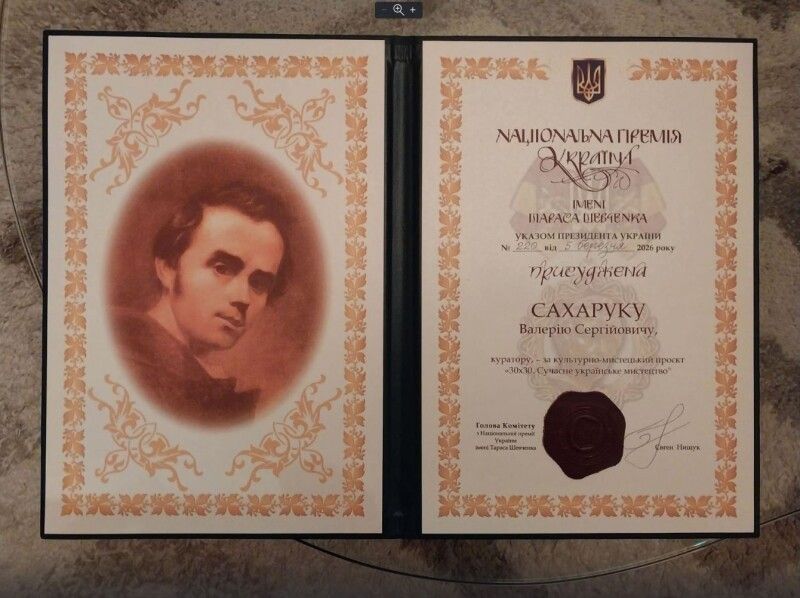 НАЦІОНАЛЬНА ПРЕМІЯ
УКРАЇНИ
ІМЕНІ
ТАРАСА ШЕВЧЕНКА
УКАЗОМ ПРЕЗИДЕНТА УКРАЇНИ
№ 220 від 5 березня 2026 року
присуджена
САХАРУКУ
Валерію Сергійовичу,
куратору, – за культурно-мистецький проєкт
«30х30. Сучасне українське мистецтво"
Голова Комітету
з Національної премії
України
імені Тараса Шевченка
Євген Нищук